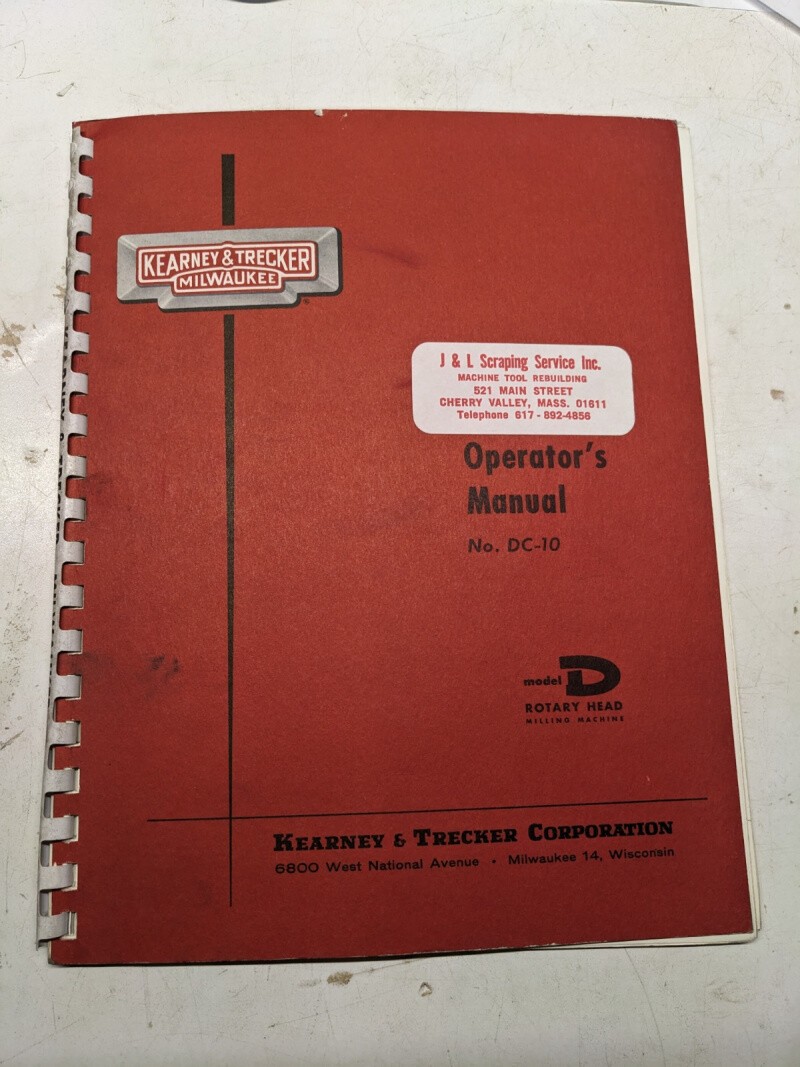 KEARNEY & TRECKER
MILWAUKEE
®
J & L Scraping Service Inc.
MACHINE TOOL REBUILDING
521 MAIN STREET
CHERRY VALLEY, MASS. 01611
Telephone 617 - 892-4856
Operator's
Manual
No. DC-10
model D
ROTARY HEAD
MILLING MACHINE
KEARNEY & TRECKER CORPORATION
6800 West National Avenue • Milwaukee 14, Wisconsin